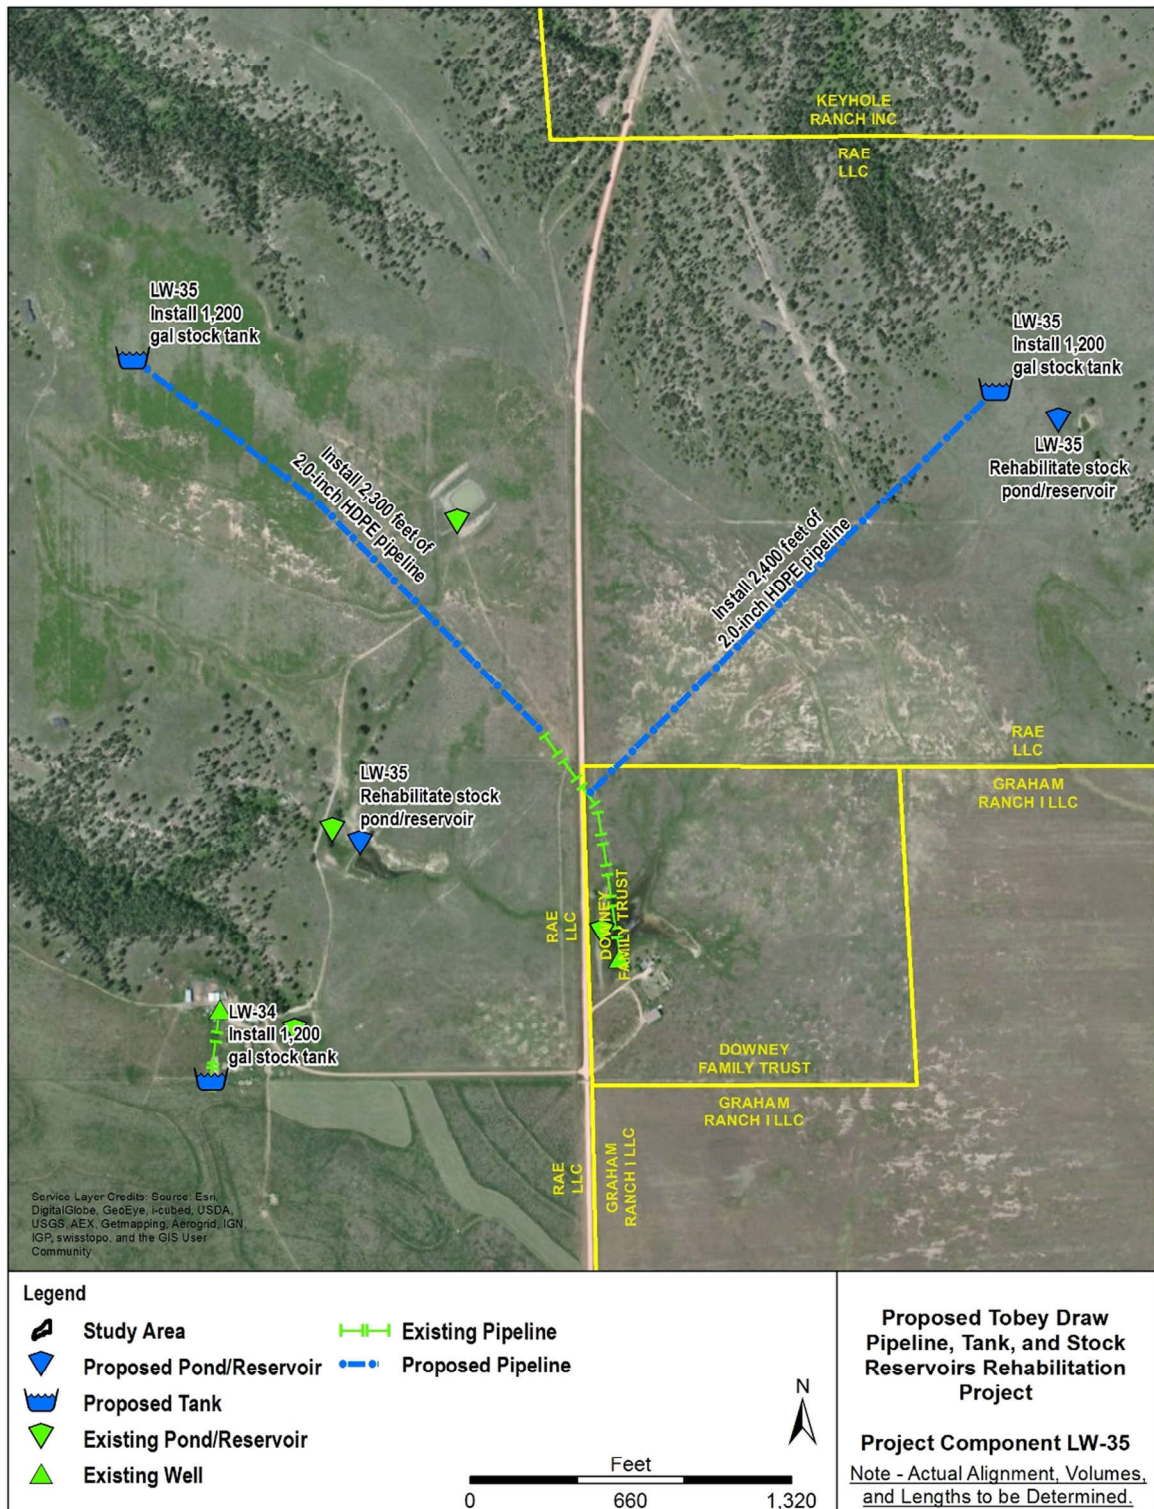 KEYHOLE
RANCH INC
RAE
LLC
LW-35
Install 1,200
gal stock tank
LW-35
Install 1,200
gal stock tank
LW-35
Rehabilitate stock
pond/reservoir
Install 2,300 feet of
2.0-inch HDPE pipeline
Install 2,400 feet of
2.0-inch HDPE pipeline
RAE
LLC
GRAHAM
RANCH I LLC
LW-35
Rehabilitate stock
pond/reservoir
RAE
LLC
DOWNEY
FAMILY TRUST
LW-34
Install 1,200
gal stock tank
DOWNEY
FAMILY TRUST
GRAHAM
RANCH I LLC
RAE
LLC
GRAHAM
RANCH I LLC
Service Layer Credits: Source: Esri,
DigitalGlobe, GeoEye, i-cubed, USDA,
USGS, AEX, Getmapping, Aerogrid, IGN,
IGP, swisstopo, and the GIS User
Community
Legend
Study Area
Proposed Pond/Reservoir
Proposed Tank
Existing Pond/Reservoir
Existing Well
Existing Pipeline
Proposed Pipeline
N
Feet
0 660 1,320
Proposed Tobey Draw
Pipeline, Tank, and Stock
Reservoirs Rehabilitation
Project
Project Component LW-35
Note - Actual Alignment, Volumes,
and Lengths to be Determined.